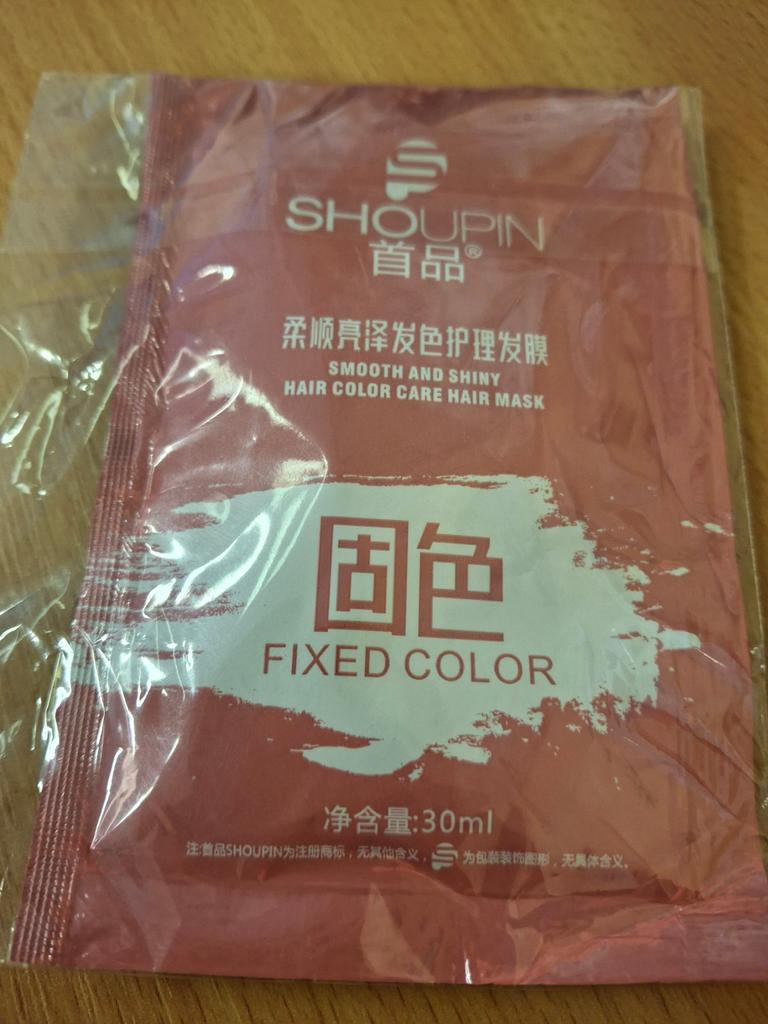 SHOUPIN
首品®
柔顺亮泽发色护理发膜
SMOOTH AND SHINY
HAIR COLOR CARE HAIR MASK
固色
FIXED COLOR
净含量:30ml
注:首品SHOUPIN为注册商标，无其他含义， 为包装装饰图形，无具体含义。